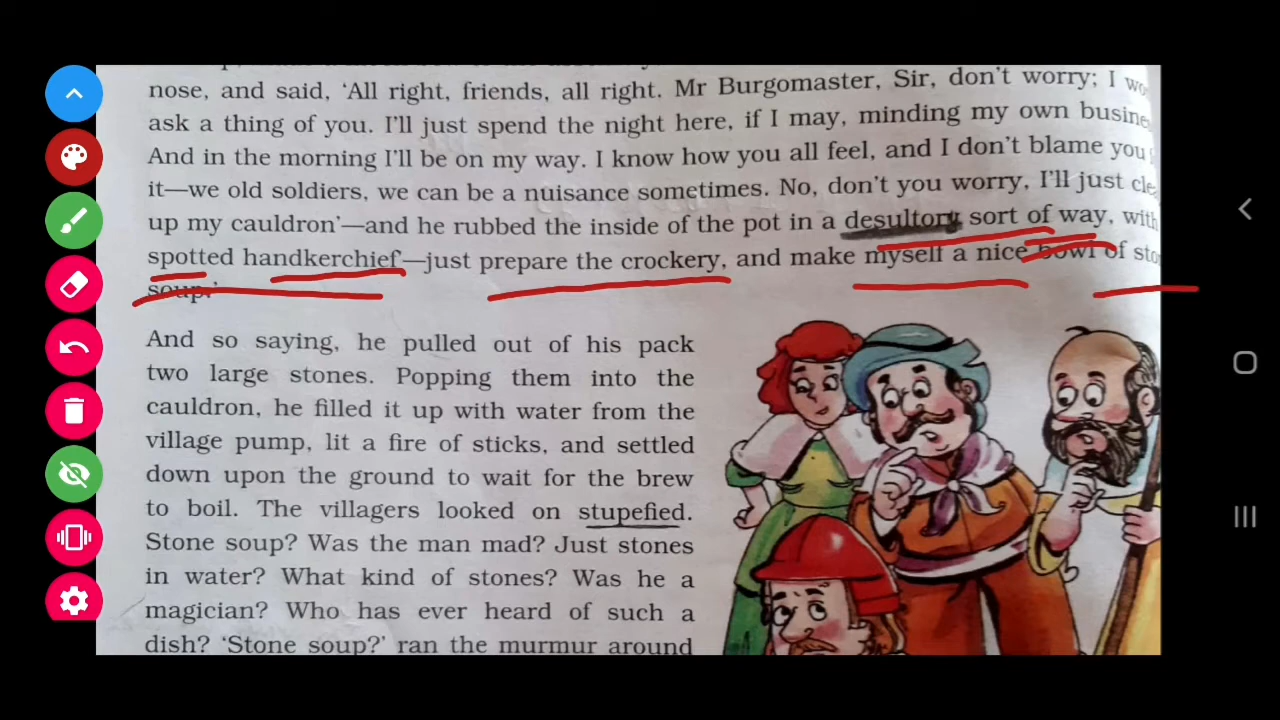 nose, and said, ‘All right, friends, all right. Mr Burgomaster, Sir, don’t worry; I
ask a thing of you. I’ll just spend the night here, if I may, minding my own
And in the morning I’ll be on my way. I know how you all feel, and I don’t blame you
it—we old soldiers, we can be a nuisance sometimes. No, don’t you worry, I’ll just
up my cauldron’—and he rubbed the inside of the pot in a desultory sort of way, with
spotted handkerchief—just prepare the crockery, and make myself a nice bowl of
soup.’
And so saying, he pulled out of his pack
two large stones. Popping them into the
cauldron, he filled it up with water from the
village pump, lit a fire of sticks, and settled
down upon the ground to wait for the brew
to boil. The villagers looked on stupefied.
Stone soup? Was the man mad? Just stones
in water? What kind of stones? Was he a
magician? Who has ever heard of such a
dish? ‘Stone soup?’ ran the murmur around